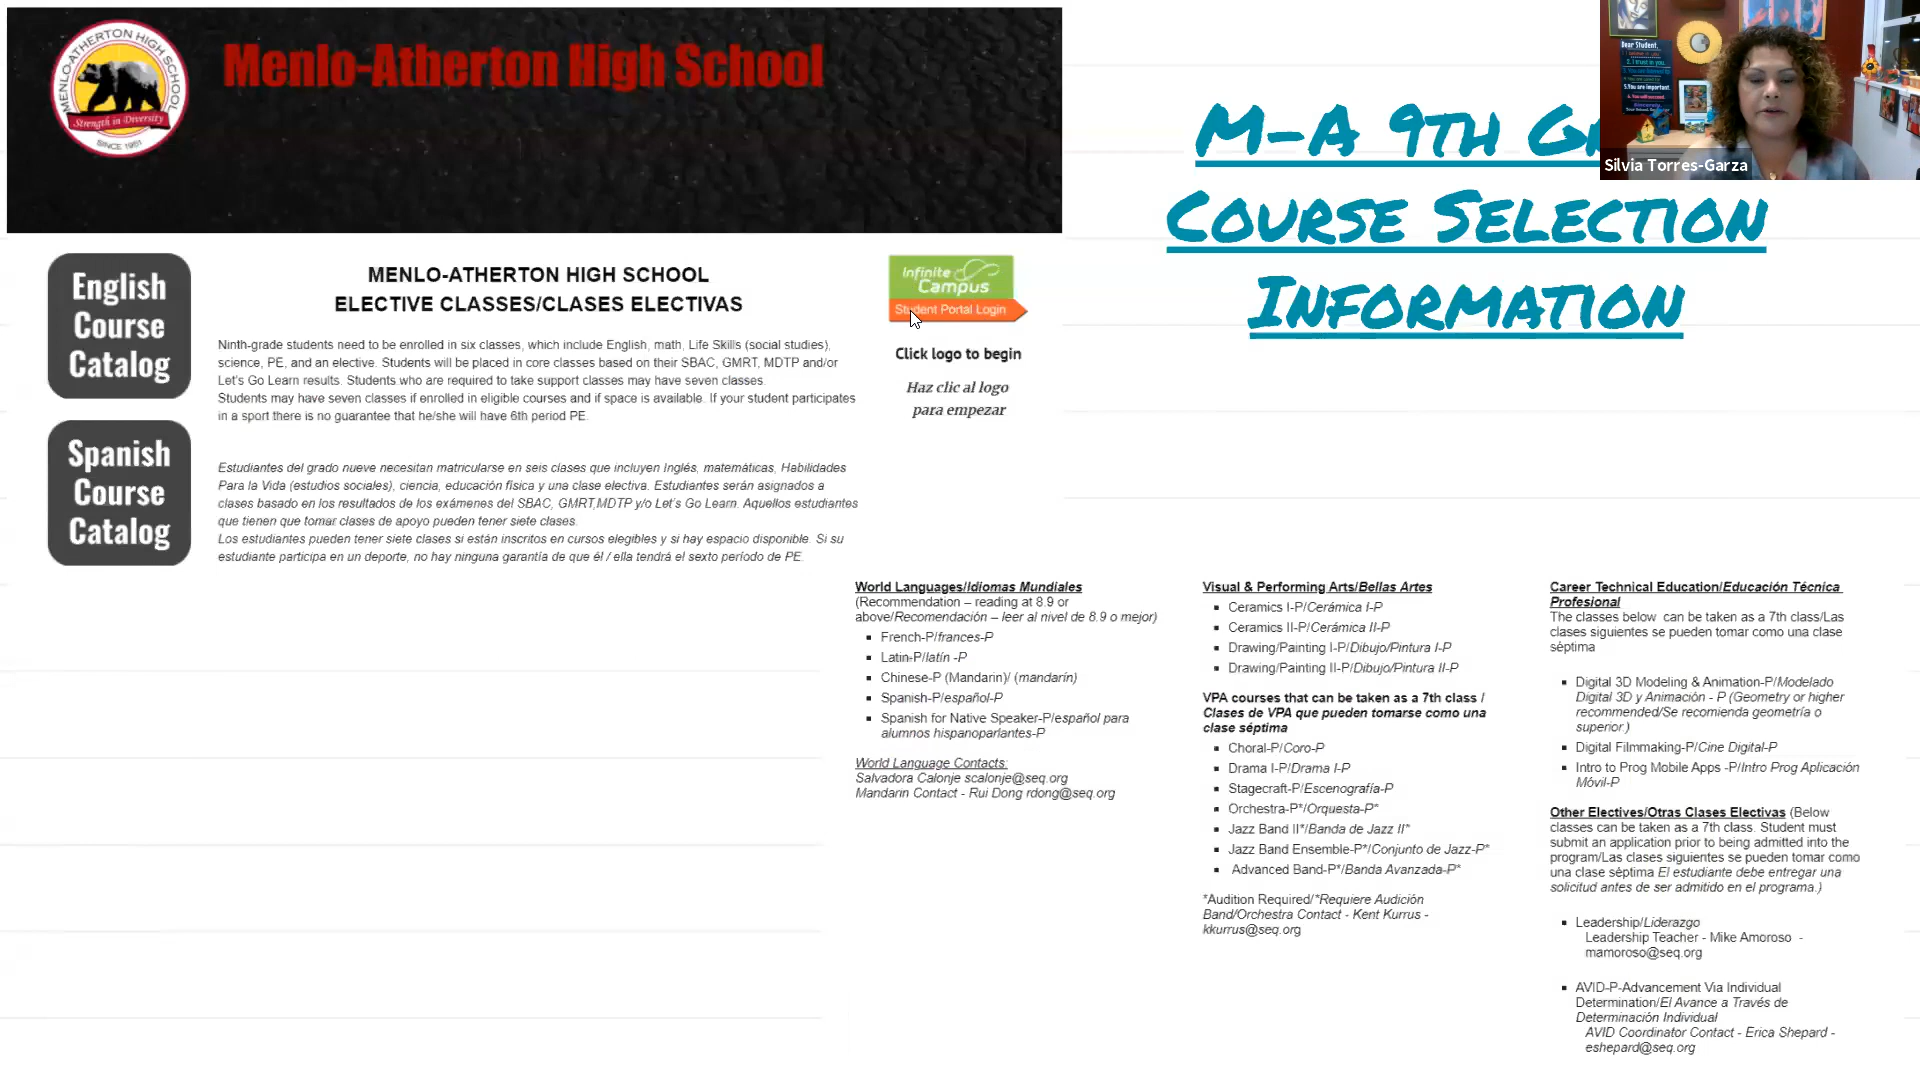 MENLO-ATHERTON HIGH SCHOOL
Strength in Diversity
SINCE 1951
Menlo-Atherton High School
M-A 9th Gr
Course Selection
Information
Dear Student,
2. I trust in you.
5. You are important.
Silvia Torres-Garza
English
Course
Catalog
Spanish
Course
Catalog
MENLO-ATHERTON HIGH SCHOOL
ELECTIVE CLASSES/CLASES ELECTIVAS
Ninth-grade students need to be enrolled in six classes, which include English, math, Life Skills (social studies),
science, PE, and an elective. Students will be placed in core classes based on their SBAC, GMRT, MDTP and/or
Let's Go Learn results. Students who are required to take support classes may have seven classes.
Students may have seven classes if enrolled in eligible courses and if space is available. If your student participates
in a sport there is no guarantee that he/she will have 6th period PE.
Estudiantes del grado nueve necesitan matricularse en seis clases que incluyen Inglés, matemáticas, Habilidades
Para la Vida (estudios sociales), ciencia, educación física y una clase electiva. Estudiantes serán asignados a
clases basado en los resultados de los exámenes del SBAC, GMRT,MDTP y/o Let's Go Learn. Aquellos estudiantes
que tienen que tomar clases de apoyo pueden tener siete clases.
Los estudiantes pueden tener siete clases si están inscritos en cursos elegibles y si hay espacio disponible. Si su
estudiante participa en un deporte, no hay ninguna garantía de que él / ella tendrá el sexto período de PE.
Infinite
Campus
Student Portal Login
Click logo to begin
Haz clic al logo
para empezar
World Languages/Idiomas Mundiales
(Recommendation – reading at 8.9 or
above/Recomendación – leer al nivel de 8.9 o mejor)
French-P/frances-P
Latin-P/latín -P
Chinese-P (Mandarin)/ (mandarín)
Spanish-P/español-P
Spanish for Native Speaker-P/español para
alumnos hispanoparlantes-P
World Language Contacts:
Salvadora Calonje scalonje@seq.org
Mandarin Contact - Rui Dong rdong@seq.org
Visual & Performing Arts/Bellas Artes
Ceramics I-P/Cerámica I-P
Ceramics II-P/Cerámica II-P
Drawing/Painting I-P/Dibujo/Pintura I-P
Drawing/Painting II-P/Dibujo/Pintura II-P
VPA courses that can be taken as a 7th class /
Clases de VPA que pueden tomarse como una
clase séptima
Choral-P/Coro-P
Drama I-P/Drama I-P
Stagecraft-P/Escenografía-P
Orchestra-P*/Orquesta-P*
Jazz Band II*/Banda de Jazz II*
Jazz Band Ensemble-P*/Conjunto de Jazz-P*
Advanced Band-P*/Banda Avanzada-P*
*Audition Required/*Requiere Audición
Band/Orchestra Contact - Kent Kurrus -
kkurrus@seq.org
Career Technical Education/Educación Técnica
Profesional
The classes below can be taken as a 7th class/Las
clases siguientes se pueden tomar como una clase
séptima
Digital 3D Modeling & Animation-P/Modelado
Digital 3D y Animación - P (Geometry or higher
recommended/Se recomienda geometría o
superior.)
Digital Filmmaking-P/Cine Digital-P
Intro to Prog Mobile Apps -P/Intro Prog Aplicación
Móvil-P
Other Electives/Otras Clases Electivas (Below
classes can be taken as a 7th class. Student must
submit an application prior to being admitted into the
program/Las clases siguientes se pueden tomar como
una clase séptima El estudiante debe entregar una
solicitud antes de ser admitido en el programa.)
Leadership/Liderazgo
Leadership Teacher - Mike Amoroso -
mamoroso@seq.org
AVID-P-Advancement Via Individual
Determination/El Avance a Través de
Determinación Individual
AVID Coordinator Contact - Erica Shepard -
eshepard@seq.org